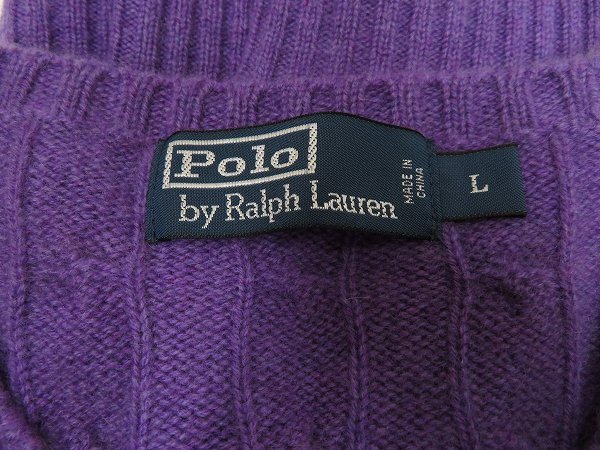 Polo
by Ralph Lauren
MADE IN
CHINA
L